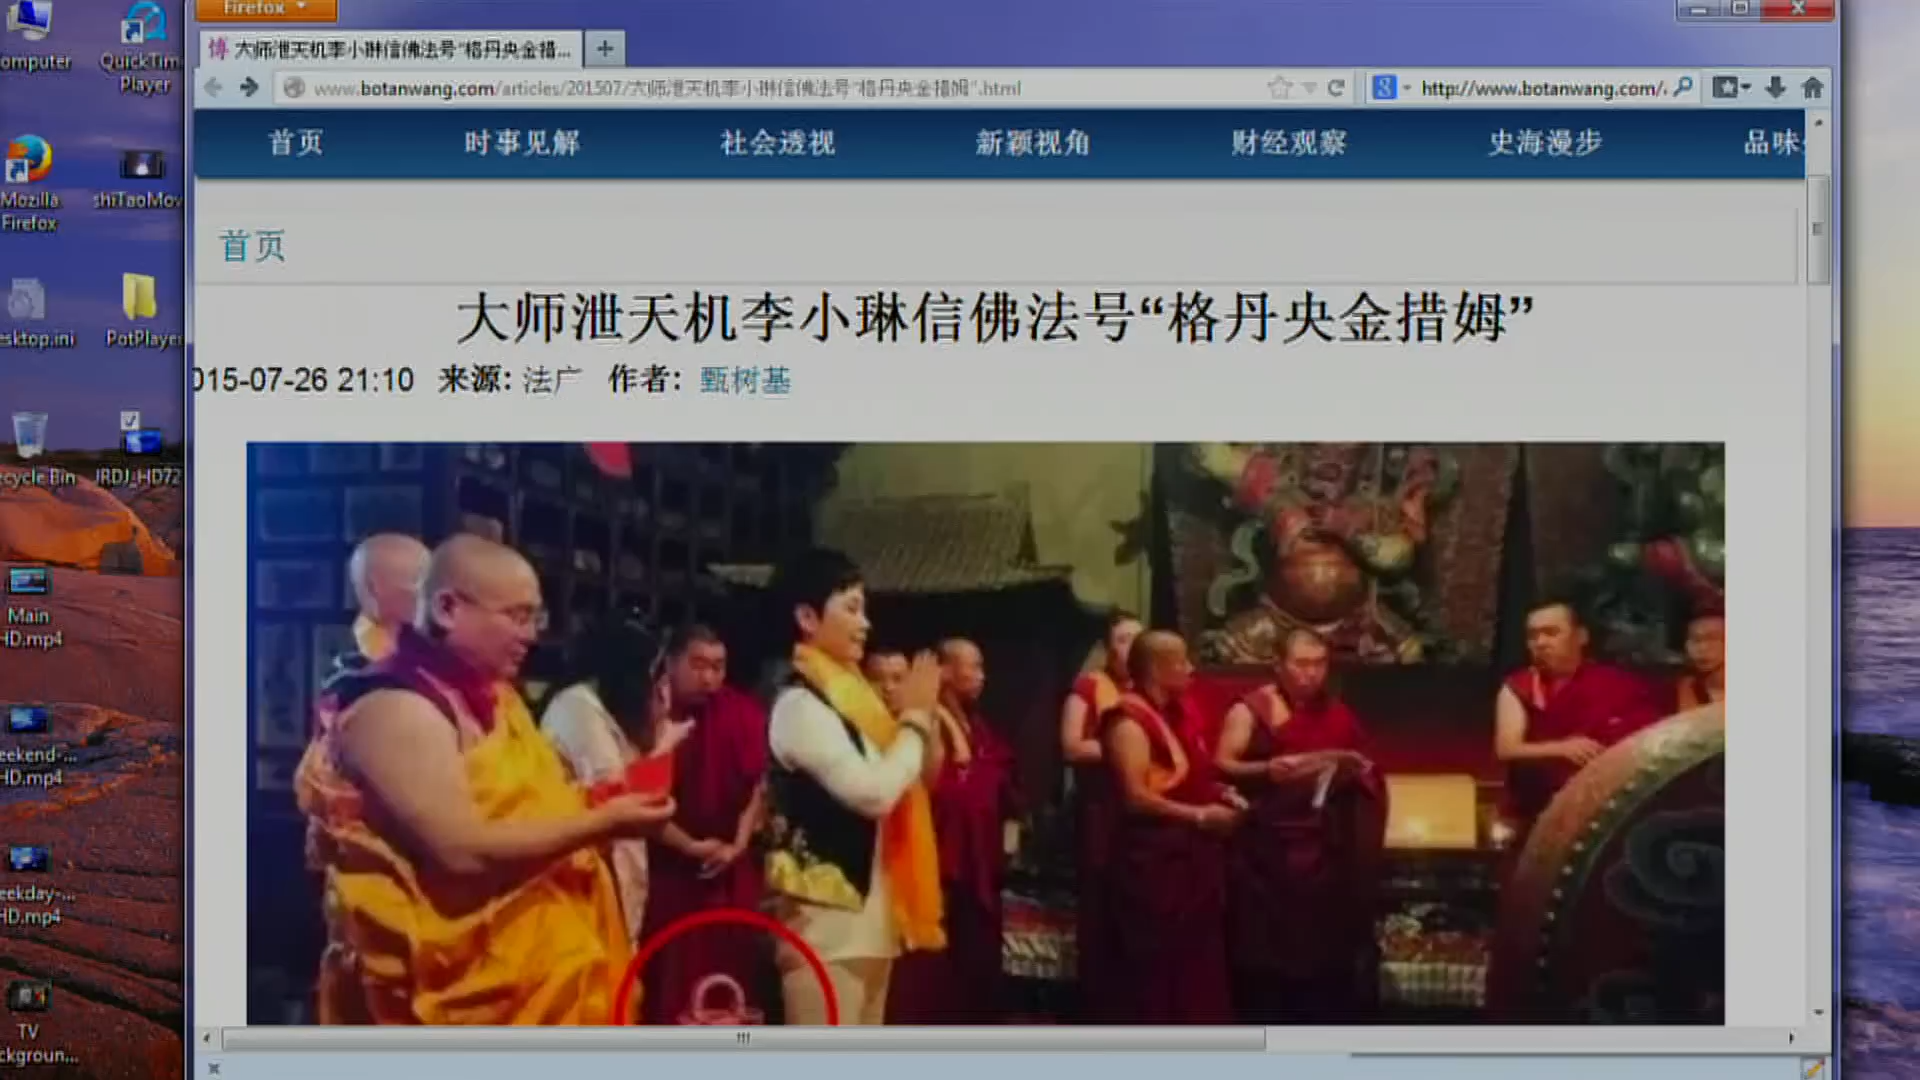 Firefox
大师泄天机李小琳信佛法号“格丹央金措...
www.botanwang.com/articles/201507/大师泄天机李小琳信佛法号“格丹央金措姆”.html
http://www.botanwang.com/
首页 时事见解 社会透视 新颖视角 财经观察 史海漫步 品味
首页
大师泄天机李小琳信佛法号“格丹央金措姆”
015-07-26 21:10 来源: 法广 作者: 甄树基
omputer
QuickTim
Player
Mozilla
Firefox
shiTaoMov
esktop.ini
PotPlayer
ecycle Bin
JRDJ_HD72
Main
HD.mp4
eekend-...
HD.mp4
eekday-...
HD.mp4
TV
ckgroun...